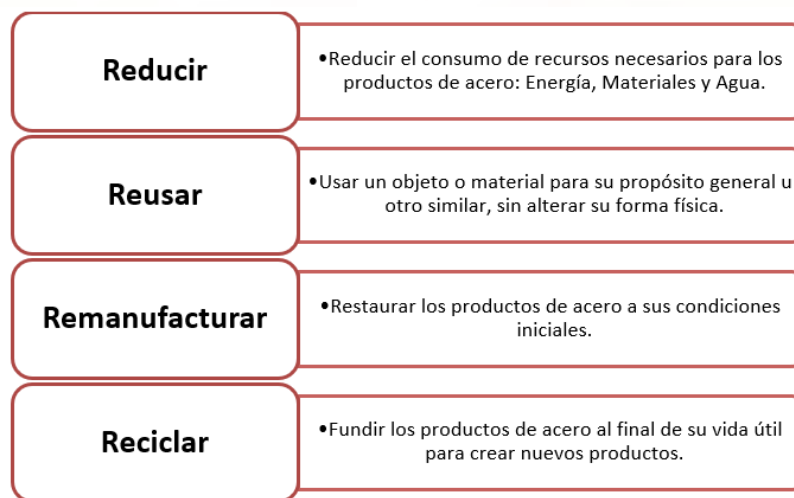 Reducir
•Reducir el consumo de recursos necesarios para los
productos de acero: Energía, Materiales y Agua.
Reusar
•Usar un objeto o material para su propósito general u
otro similar, sin alterar su forma física.
Remanufacturar
•Restaurar los productos de acero a sus condiciones
iniciales.
Reciclar
•Fundir los productos de acero al final de su vida útil
para crear nuevos productos.